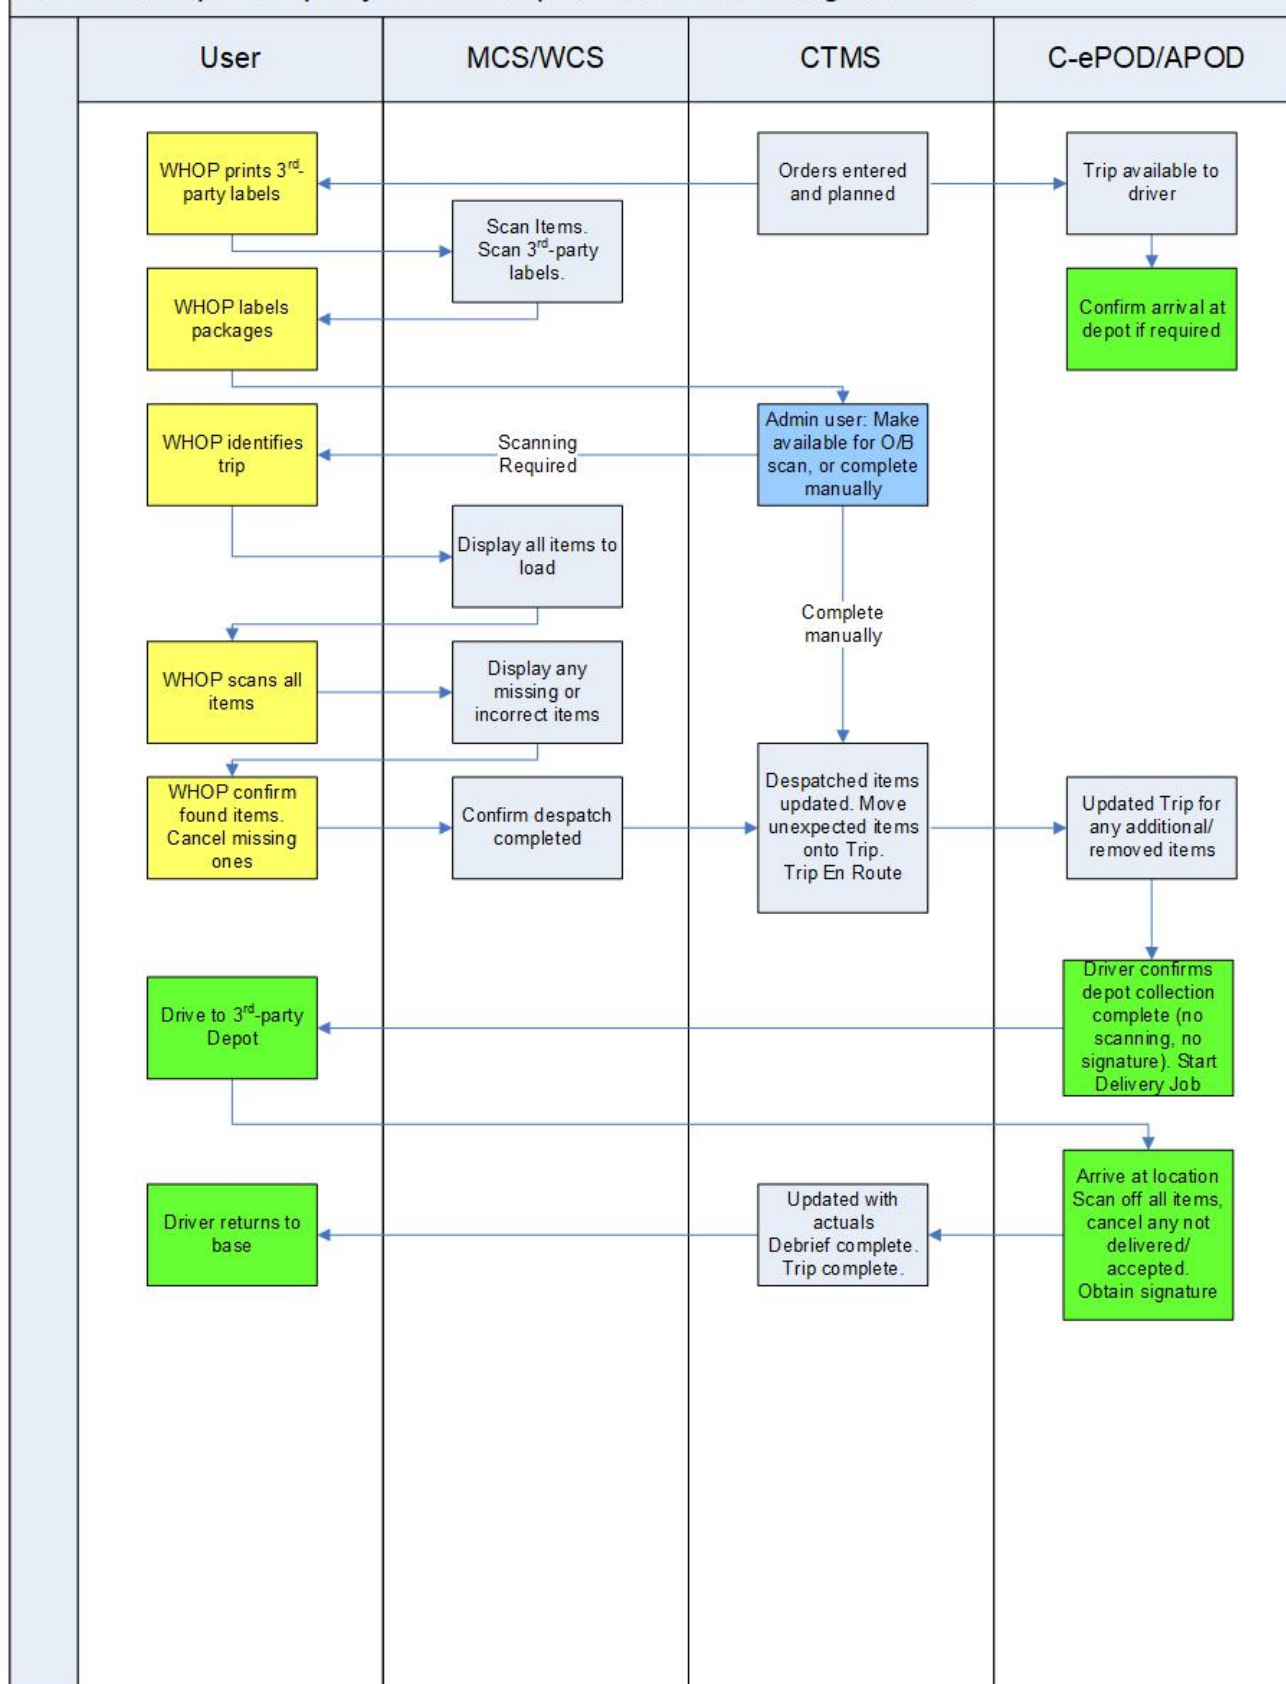 User
MCS/WCS
CTMS
C-ePOD/APOD
WHOP prints 3rd-
party labels
Orders entered
and planned
Trip available to
driver
Scan Items.
Scan 3rd-party
labels.
WHOP labels
packages
Confirm arrival at
depot if required
WHOP identifies
trip
Scanning
Required
Admin user: Make
available for O/B
scan, or complete
manually
Display all items to
load
Complete
manually
WHOP scans all
items
Display any
missing or
incorrect items
WHOP confirm
found items.
Cancel missing
ones
Confirm despatch
completed
Despatched items
updated. Move
unexpected items
onto Trip.
Trip En Route
Updated Trip for
any additional/
removed items
Drive to 3rd-party
Depot
Driver confirms
depot collection
complete (no
scanning, no
signature). Start
Delivery Job
Driver returns to
base
Updated with
actuals
Debrief complete.
Trip complete.
Arrive at location
Scan off all items,
cancel any not
delivered/
accepted.
Obtain signature